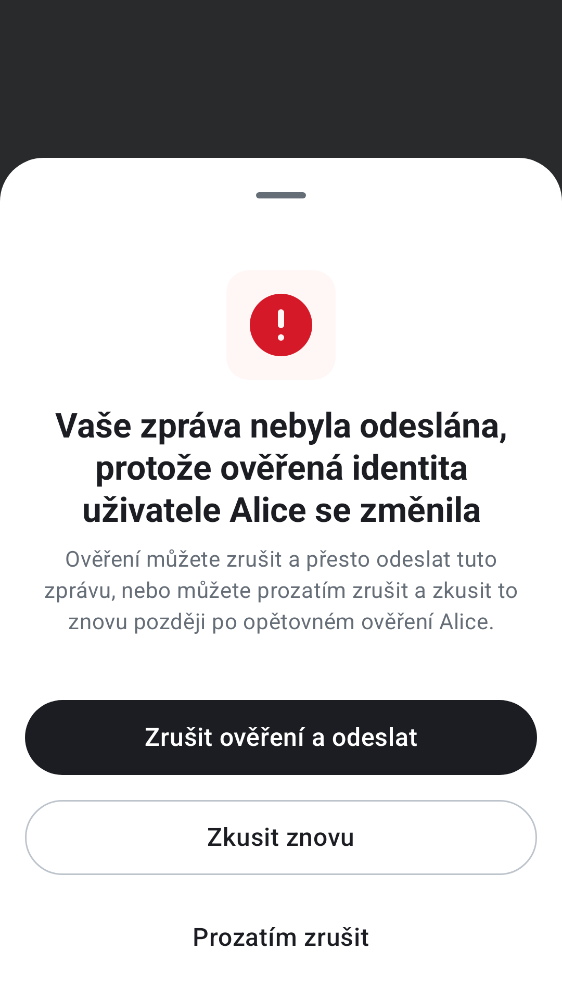 Vaše zpráva nebyla odeslána,
protože ověřená identita
uživatele Alice se změnila
Ověření můžete zrušit a přesto odeslat tuto
zprávu, nebo můžete prozatím zrušit a zkusit to
znovu později po opětovném ověření Alice.
Zrušit ověření a odeslat
Zkusit znovu
Prozatím zrušit